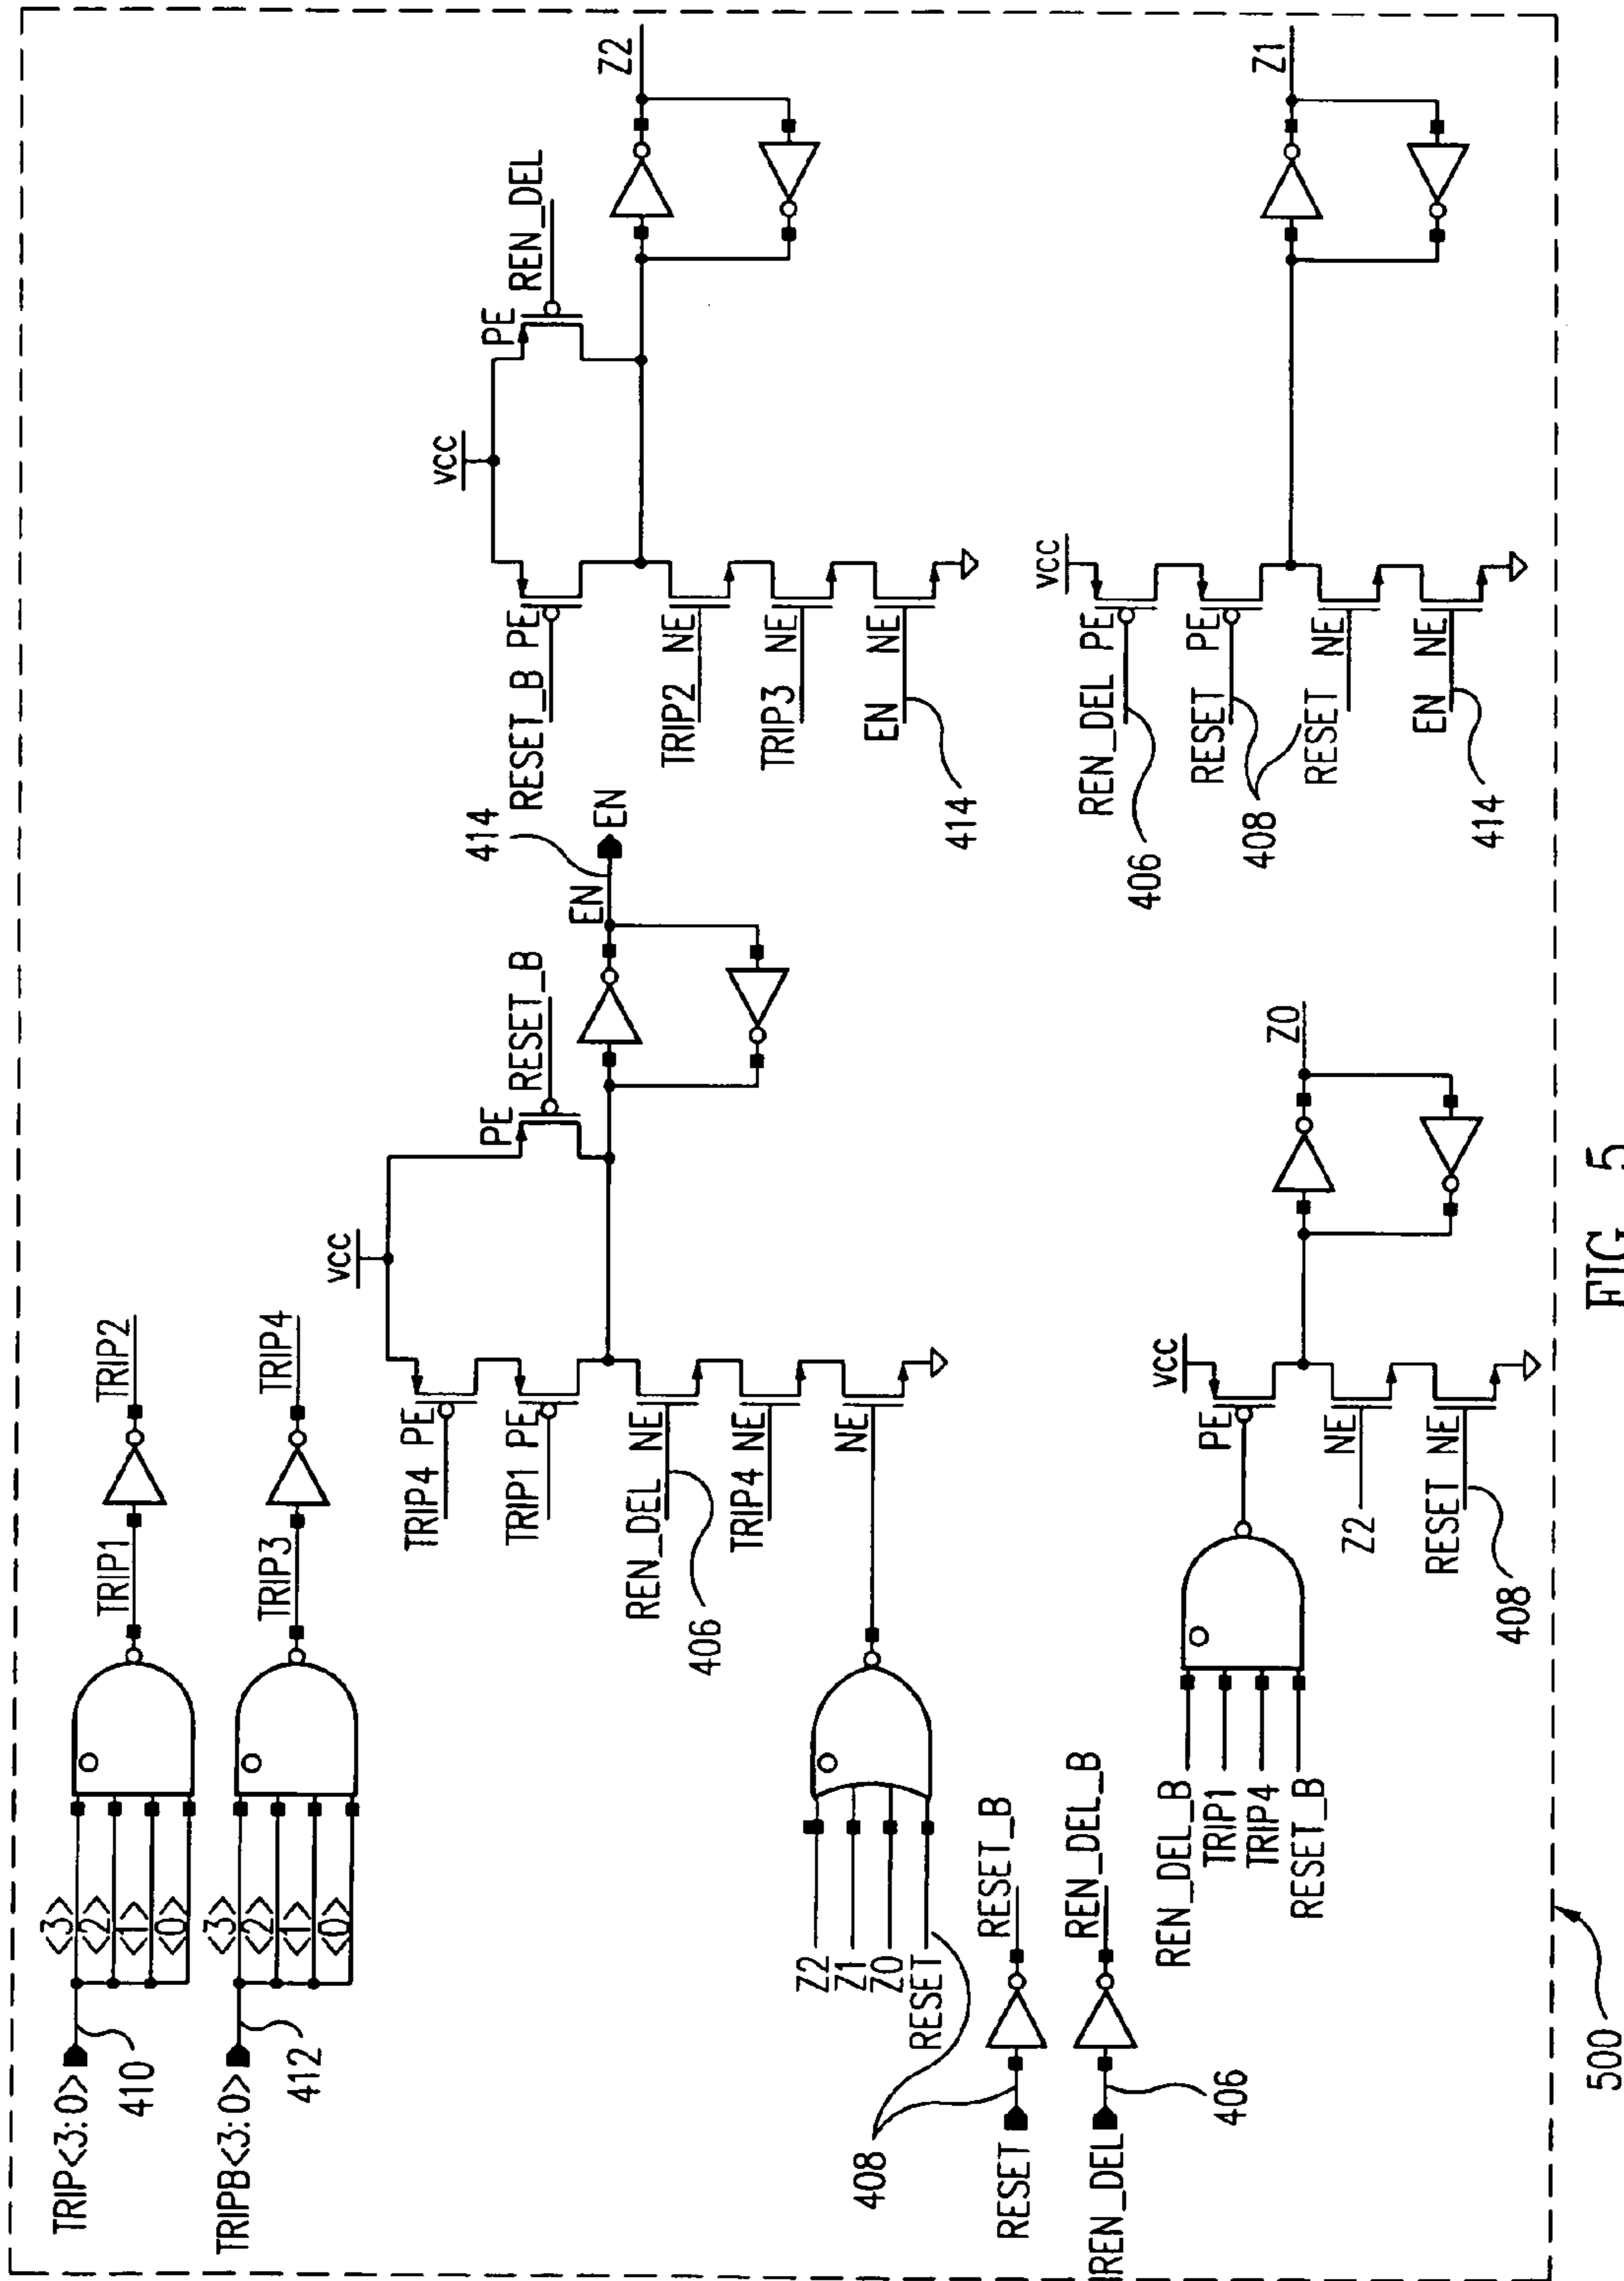 TRIP<3:0>
410
<3>
<2>
<1>
<0>
TRIP1
TRIP2
TRIPB<3:0>
412
<3>
<2>
<1>
<0>
TRIP3
TRIP4
VCC
TRIP4 PE
TRIP1 PE
REN_DEL NE
406
TRIP4 NE
NE
PE
RESET_B
EN
414
EN
Z2
Z1
Z0
RESET
408
RESET
RESET_B
REN_DEL
406
REN_DEL_B
VCC
RESET_B PE
PE
REN_DEL
Z2
TRIP2 NE
TRIP3 NE
EN NE
414
REN_DEL_B
TRIP1
TRIP4
RESET_B
VCC
PE
NE
Z2
RESET NE
408
Z0
VCC
REN_DEL PE
406
PE
RESET
408
NE
RESET
EN NE
414
Z1
500
FIG. 5